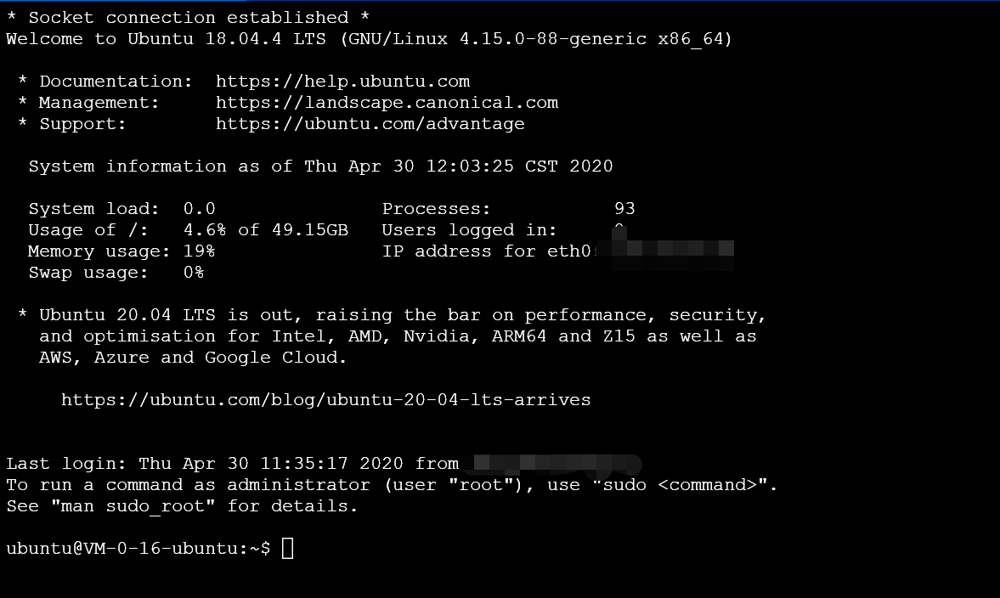 * Socket connection established *
Welcome to Ubuntu 18.04.4 LTS (GNU/Linux 4.15.0-88-generic x86_64)
* Documentation:  https://help.ubuntu.com
* Management:     https://landscape.canonical.com
* Support:        https://ubuntu.com/advantage
System information as of Thu Apr 30 12:03:25 CST 2020
System load:  0.0               Processes:           93
Usage of /:   4.6% of 49.15GB   Users logged in:
Memory usage: 19%               IP address for eth0:
Swap usage:   0%
* Ubuntu 20.04 LTS is out, raising the bar on performance, security,
and optimisation for Intel, AMD, Nvidia, ARM64 and Z15 as well as
AWS, Azure and Google Cloud.
https://ubuntu.com/blog/ubuntu-20-04-lts-arrives
Last login: Thu Apr 30 11:35:17 2020 from
To run a command as administrator (user "root"), use "sudo <command>".
See "man sudo_root" for details.
ubuntu@VM-0-16-ubuntu:~$